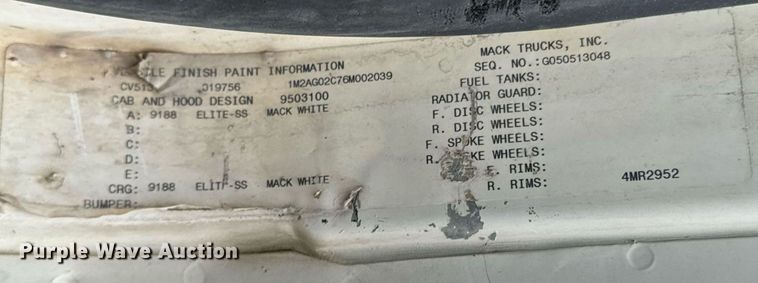 FINISH PAINT INFORMATION
CV513 019756 1M2AG02C76M002039
CAB AND HOOD DESIGN 9503100
A: 9188 ELITE-SS MACK WHITE
B:
C:
D:
E:
CRG: 9188 ELITE-SS MACK WHITE
BUMPER:
MACK TRUCKS, INC.
SEQ. NO.:G050513048
FUEL TANKS:
RADIATOR GUARD:
F. DISC WHEELS:
R. DISC WHEELS:
F. SPOKE WHEELS:
R. SPOKE WHEELS:
F. RIMS:
R. RIMS: 4MR2952
Purple Wave Auction